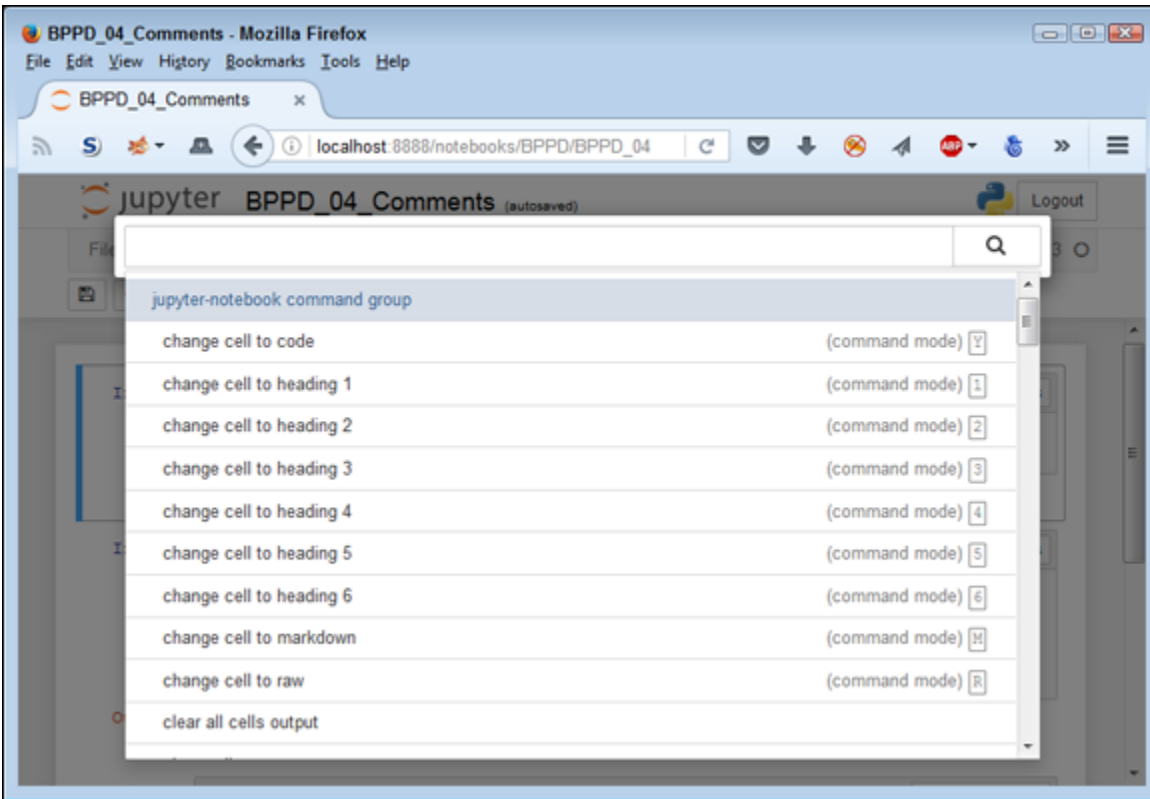 BPPD_04_Comments - Mozilla Firefox
File Edit View History Bookmarks Tools Help
BPPD_04_Comments ×
S ABP localhost:8888/notebooks/BPPD/BPPD_04
jupyter BPPD_04_Comments (autosaved) Logout
File 3
jupyter-notebook command group
change cell to code (command mode) Y
change cell to heading 1 (command mode) 1
change cell to heading 2 (command mode) 2
change cell to heading 3 (command mode) 3
change cell to heading 4 (command mode) 4
change cell to heading 5 (command mode) 5
change cell to heading 6 (command mode) 6
change cell to markdown (command mode) M
change cell to raw (command mode) R
clear all cells output